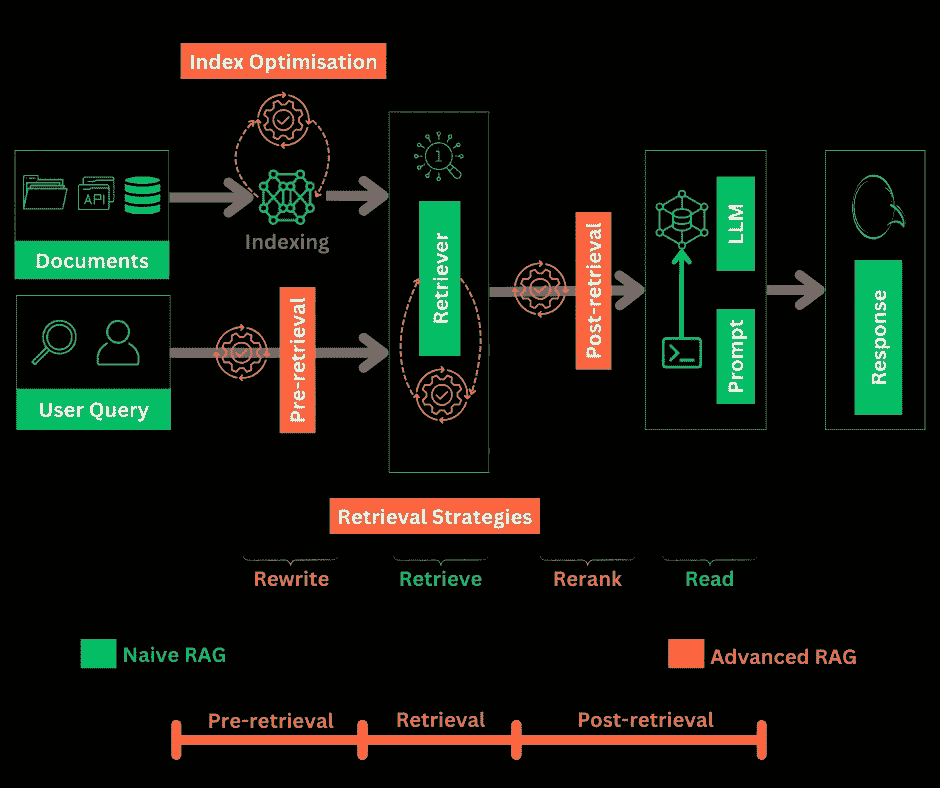 Index Optimisation
API
Documents
Indexing
1
Retriever
User Query
Pre-retrieval
Post-retrieval
LLM
Prompt
Response
Retrieval Strategies
Rewrite
Retrieve
Rerank
Read
Naive RAG
Advanced RAG
Pre-retrieval
Retrieval
Post-retrieval